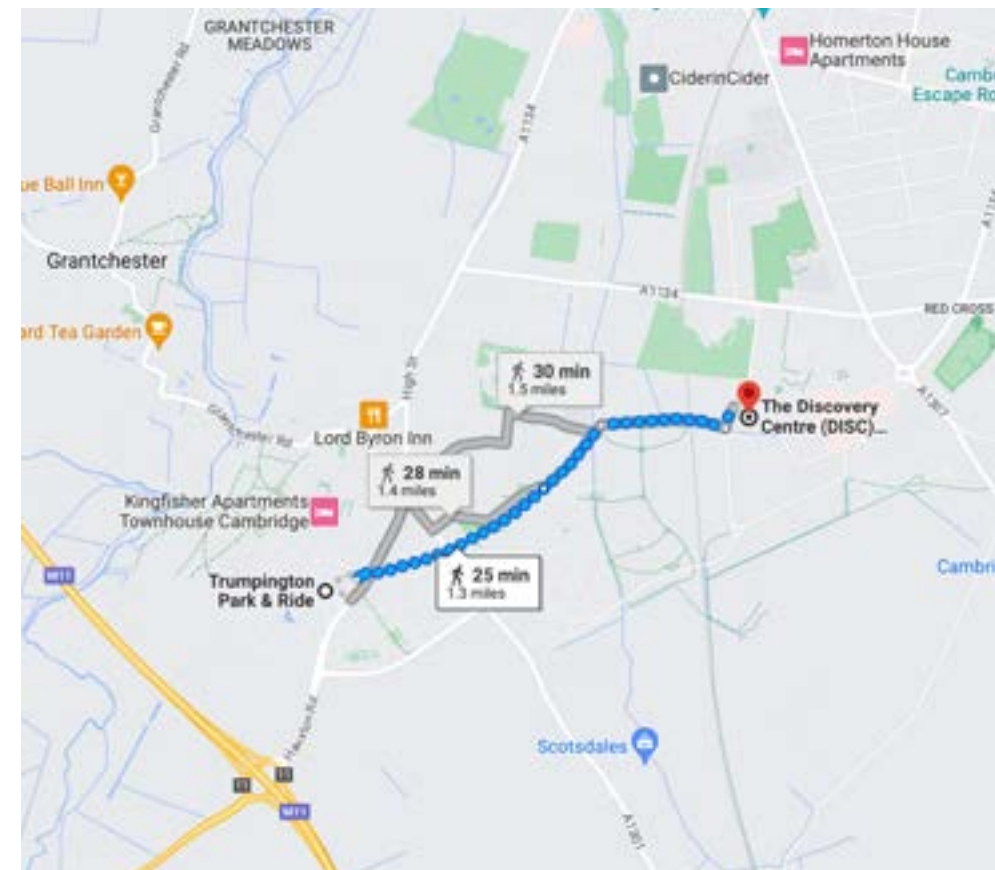 GRANTCHESTER
MEADOWS
Grantchester Rd
A1134
CiderinCider
Homerton House
Apartments
Camb
Escape Ro
ue Ball Inn
Grantchester
A1134
RED CROSS
ard Tea Garden
High St
30 min
1.5 miles
A1307
The Discovery
Centre (DISC)...
Grantchester Rd
Lord Byron Inn
28 min
1.4 miles
Kingfisher Apartments
Townhouse Cambridge
M11
25 min
1.3 miles
Trumpington
Park & Ride
Cambri
Hauxton Rd
Scotsdales
11
11
M11
A1301